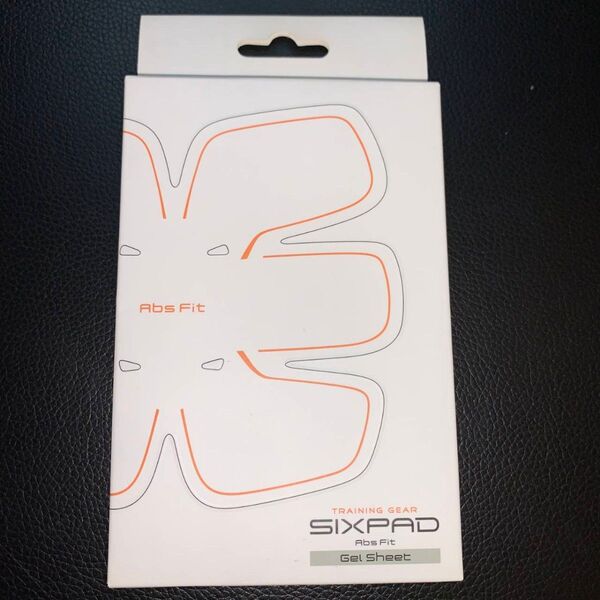 Abs Fit
TRAINING GEAR
SIXPAD
Abs Fit
Gel Sheet